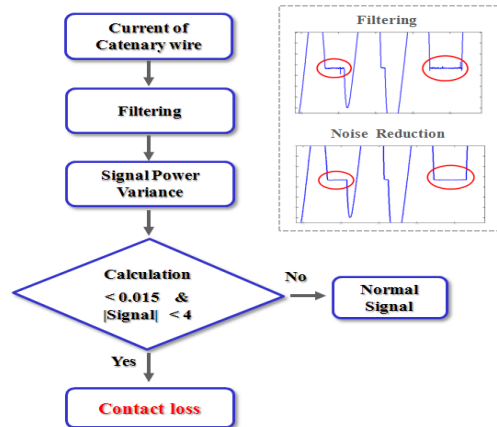 Current of
Catenary wire
Filtering
Signal Power
Variance
Calculation
< 0.015 &
|Signal| < 4
No
Normal
Signal
Yes
Contact loss
Filtering
Noise Reduction